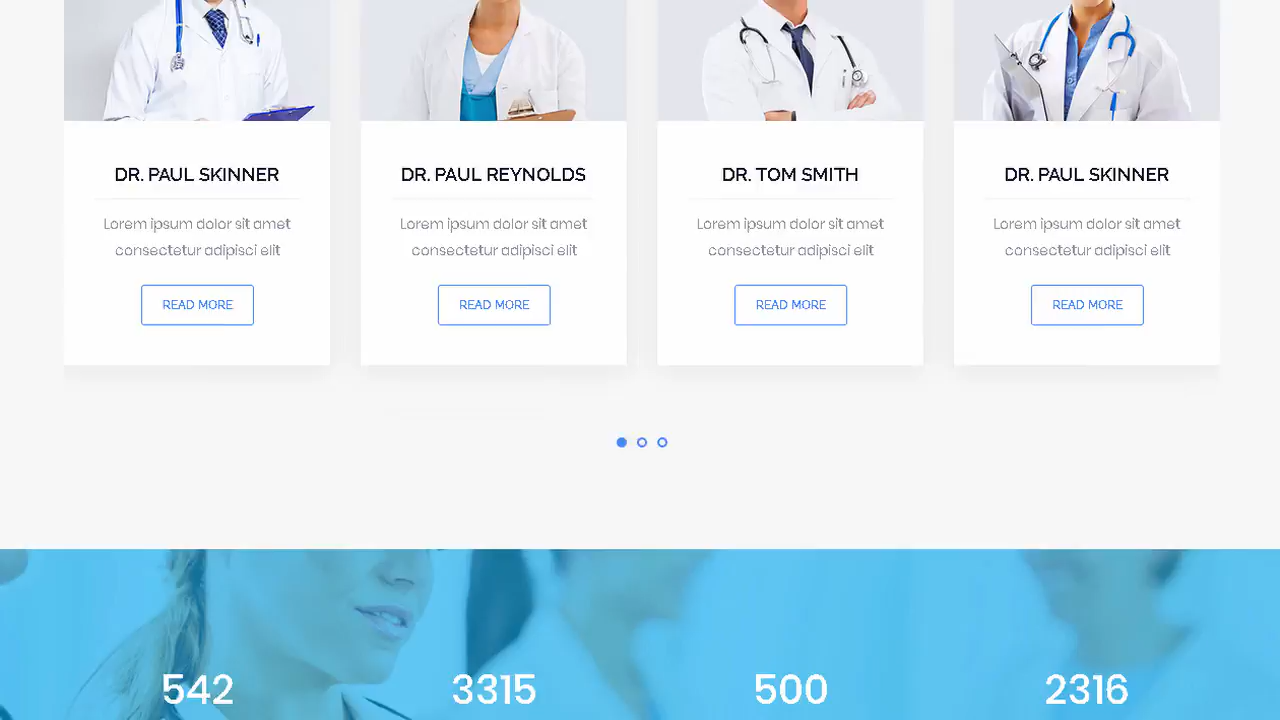 DR. PAUL SKINNER
Lorem ipsum dolor sit amet
consectetur adipisci elit
READ MORE
DR. PAUL REYNOLDS
Lorem ipsum dolor sit amet
consectetur adipisci elit
READ MORE
DR. TOM SMITH
Lorem ipsum dolor sit amet
consectetur adipisci elit
READ MORE
DR. PAUL SKINNER
Lorem ipsum dolor sit amet
consectetur adipisci elit
READ MORE
542
3315
500
2316